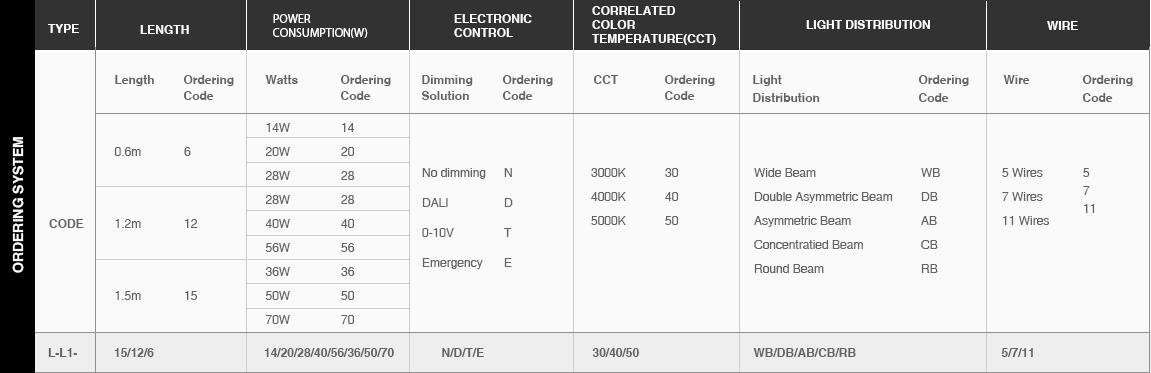 ORDERING SYSTEM
TYPE LENGTH POWER CONSUMPTION(W) ELECTRONIC CONTROL CORRELATED COLOR TEMPERATURE(CCT) LIGHT DISTRIBUTION WIRE
CODE
Length Ordering Code Watts Ordering Code Dimming Solution Ordering Code CCT Ordering Code Light Distribution Ordering Code Wire Ordering Code
0.6m 6
1.2m 12
1.5m 15
14W 14
20W 20
28W 28
28W 28
40W 40
56W 56
36W 36
50W 50
70W 70
No dimming N
DALI D
0-10V T
Emergency E
3000K 30
4000K 40
5000K 50
Wide Beam WB
Double Asymmetric Beam DB
Asymmetric Beam AB
Concentratied Beam CB
Round Beam RB
5 Wires 5
7 Wires 7
11 Wires 11
L-L1- 15/12/6 14/20/28/40/56/36/50/70 N/D/T/E 30/40/50 WB/DB/AB/CB/RB 5/7/11